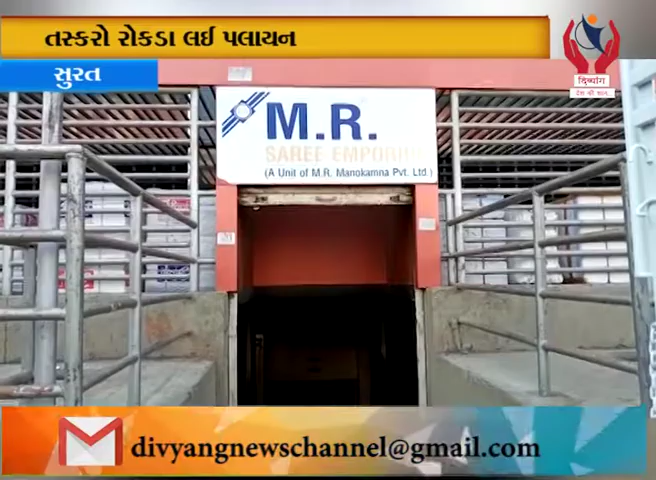 તસ્કરો રોકડા લઈ પલાયન
સુરત
दिव्यांग
M.R.
SAREE EMPORIUM
(A Unit of M.R. Manokamna Pvt. Ltd.)
divyangnewschannel@gmail.com